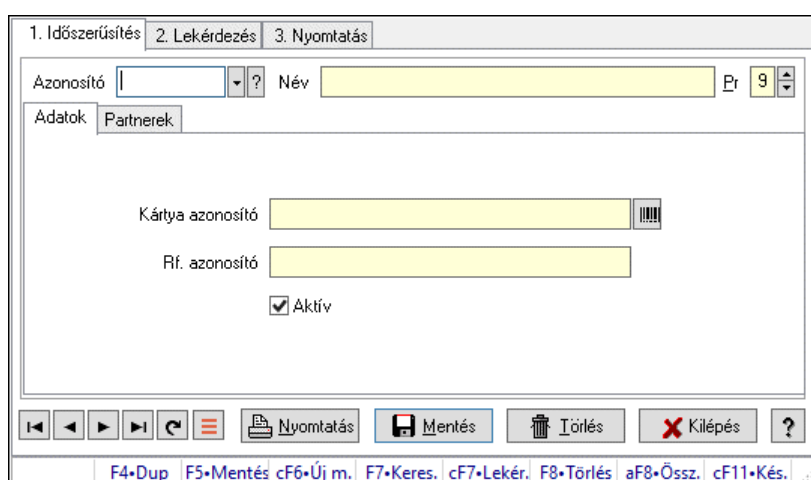 1. Időszerűsítés 2. Lekérdezés 3. Nyomtatás
Azonosító ? Név Pr 9
Adatok Partnerek
Kártya azonosító
Rf. azonosító
Aktív
Nyomtatás Mentés Törlés Kilépés ?
F4•Dup F5•Mentés cF6•Új m. F7•Keres. cF7•Lekér. F8•Törlés aF8•Össz. cF11•Kés.